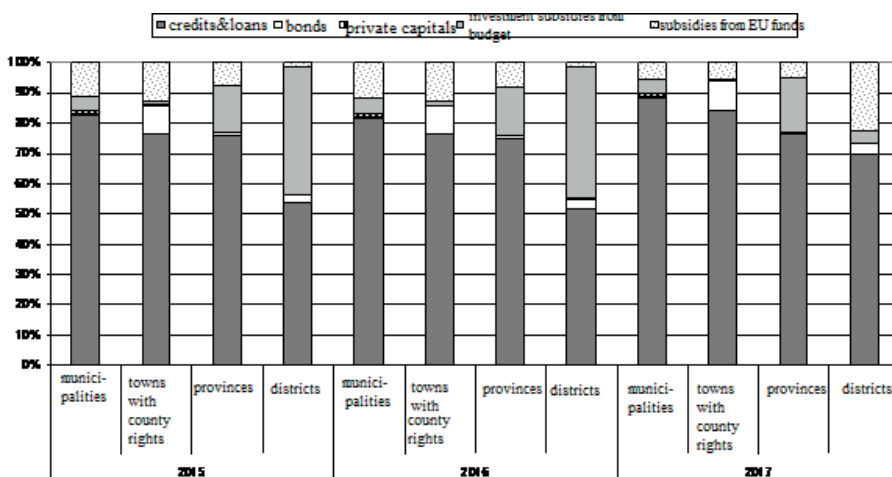 credits&loans
bonds
private capitals
investment subsidies from
budget
subsidies from EU funds
100%
90%
80%
70%
60%
50%
40%
30%
20%
10%
0%
munici-
palities
towns
with
county
rights
provinces
districts
munici-
palities
towns
with
county
rights
provinces
districts
munici-
palities
towns
with
county
rights
provinces
districts
2015
2016
2017